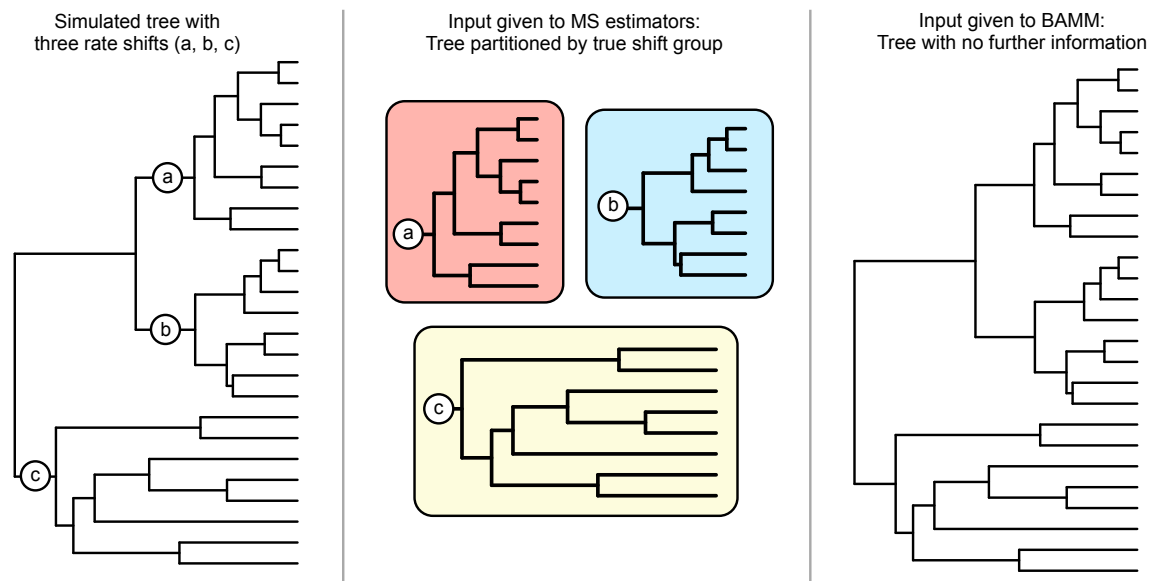 Simulated tree with
three rate shifts (a, b, c)
a
b
c
Input given to MS estimators:
Tree partitioned by true shift group
a
b
c
Input given to BAMM:
Tree with no further information